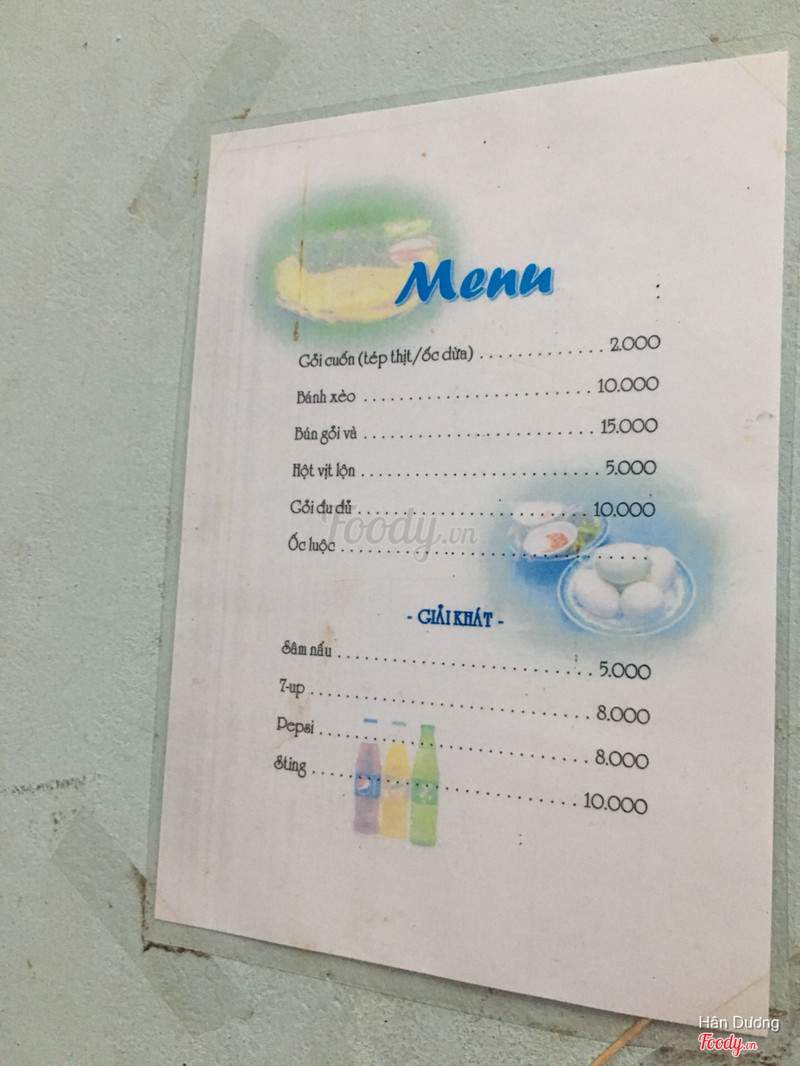 Menu
Gỏi cuốn (tép thịt/ốc dừa) . . . . . . . . . . . . 2.000
Bánh xèo . . . . . . . . . . . . . . . . . . . . . . . 10.000
Bún gỏi và . . . . . . . . . . . . . . . . . . . . . . . 15.000
Hột vịt lộn . . . . . . . . . . . . . . . . . . . . . . . . 5.000
Gỏi đu đủ . . . . . . . . . . . . . . . . . . . . . . . 10.000
Ốc luộc . . . . . . . . . . . . . . . . . . . . . . . . . . . . .
Foody.vn
- GIẢI KHÁT -
Sâm nấu . . . . . . . . . . . . . . . . . . . . . . . . . 5.000
7-up . . . . . . . . . . . . . . . . . . . . . . . . . . . 8.000
Pepsi . . . . . . . . . . . . . . . . . . . . . . . . . . 8.000
Sting . . . . . . . . . . . . . . . . . . . . . . . . . 10.000
Hân Dương
Foody.vn